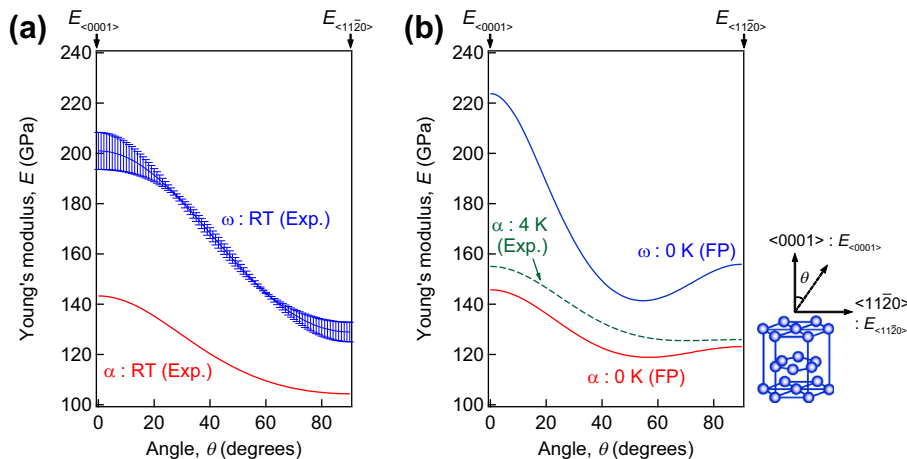 (a)
E<0001>
E<112̄0>
240
220
200
180
160
140
120
100
Young's modulus, E (GPa)
ω : RT (Exp.)
α : RT (Exp.)
0
20
40
60
80
Angle, θ (degrees)
(b)
E<0001>
E<112̄0>
240
220
200
180
160
140
120
100
Young's modulus, E (GPa)
α : 4 K
(Exp.)
ω : 0 K (FP)
α : 0 K (FP)
0
20
40
60
80
Angle, θ (degrees)
<0001> : E<0001>
θ
<112̄0>
: E<112̄0>